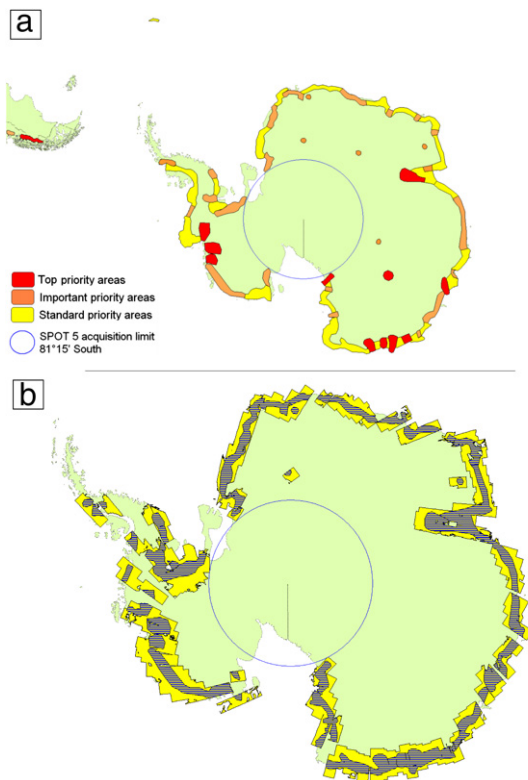 a
Top priority areas
Important priority areas
Standard priority areas
SPOT 5 acquisition limit
81°15' South
b